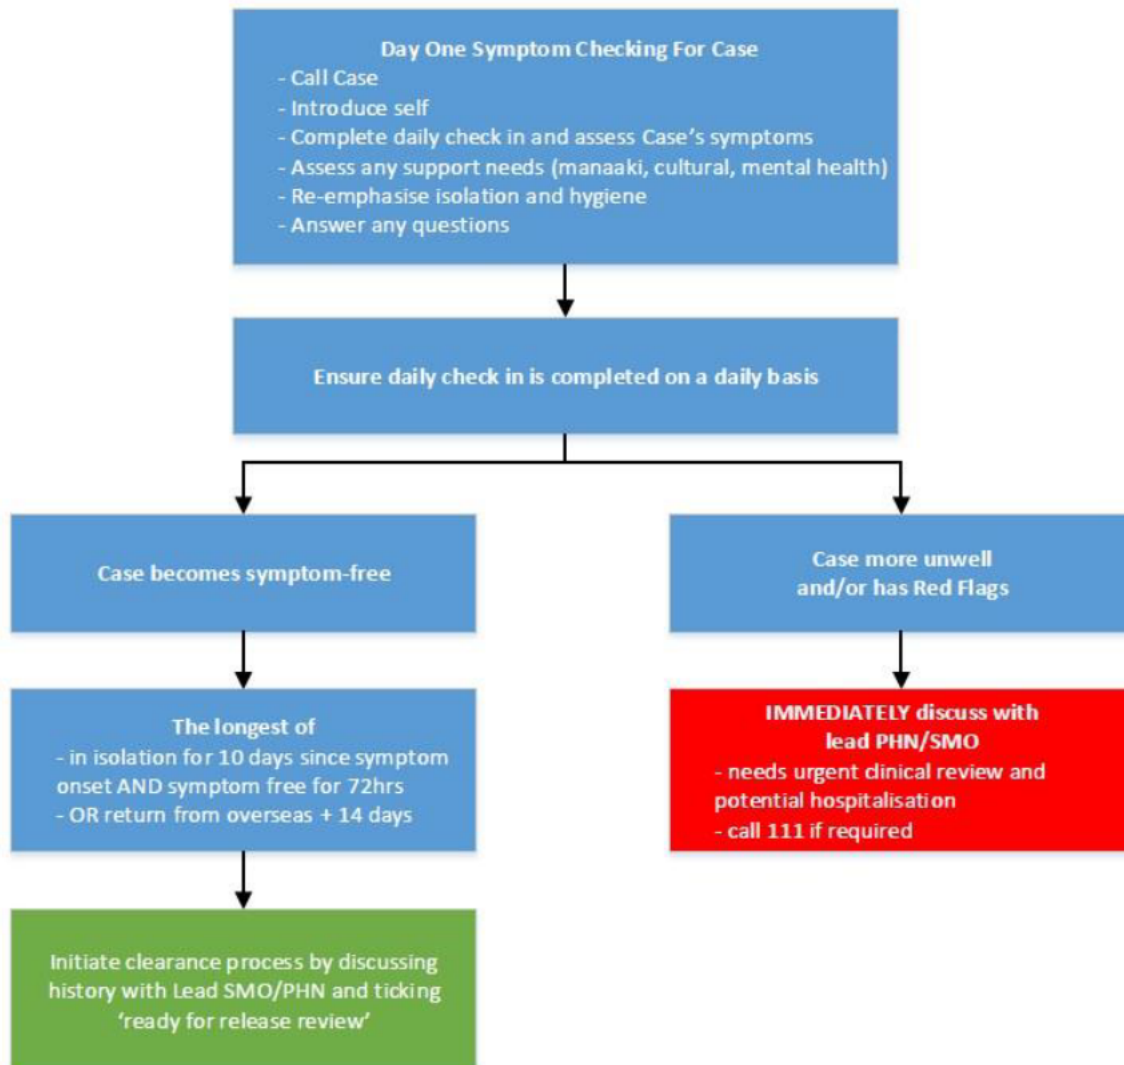 Day One Symptom Checking For Case
- Call Case
- Introduce self
- Complete daily check in and assess Case's symptoms
- Assess any support needs (manaaki, cultural, mental health)
- Re-emphasise isolation and hygiene
- Answer any questions
Ensure daily check in is completed on a daily basis
Case becomes symptom-free
Case more unwell
and/or has Red Flags
The longest of
- in isolation for 10 days since symptom
onset AND symptom free for 72hrs
- OR return from overseas + 14 days
IMMEDIATELY discuss with
lead PHN/SMO
- needs urgent clinical review and
potential hospitalisation
- call 111 if required
Initiate clearance process by discussing
history with Lead SMO/PHN and ticking
‘ready for release review’